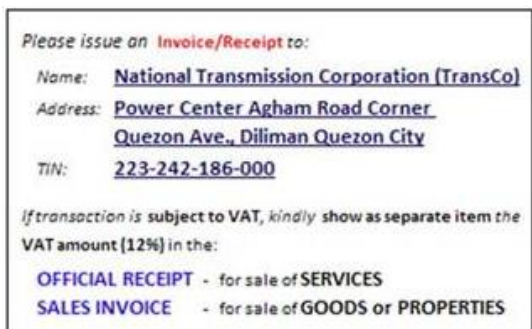 Please issue an Invoice/Receipt to:
Name: National Transmission Corporation (TransCo)
Address: Power Center Agham Road Corner
Quezon Ave., Diliman Quezon City
TIN: 223-242-186-000
If transaction is subject to VAT, kindly show as separate item the
VAT amount (12%) in the:
OFFICIAL RECEIPT - for sale of SERVICES
SALES INVOICE - for sale of GOODS or PROPERTIES